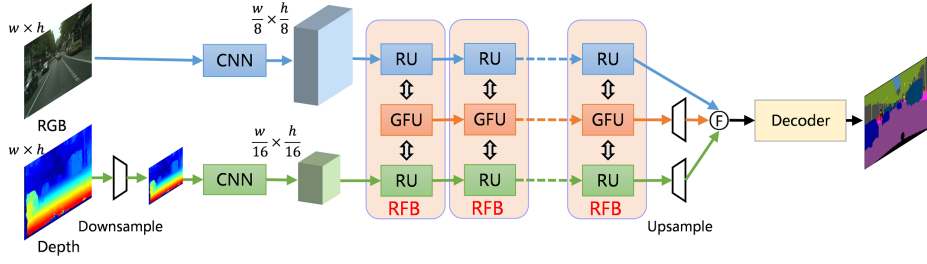 w × h
w/8 × h/8
CNN
RU RU RU
RGB
GFU GFU GFU
F
Decoder
w × h
w/16 × h/16
CNN
RU RU RU
RFB RFB RFB
Downsample
Upsample
Depth